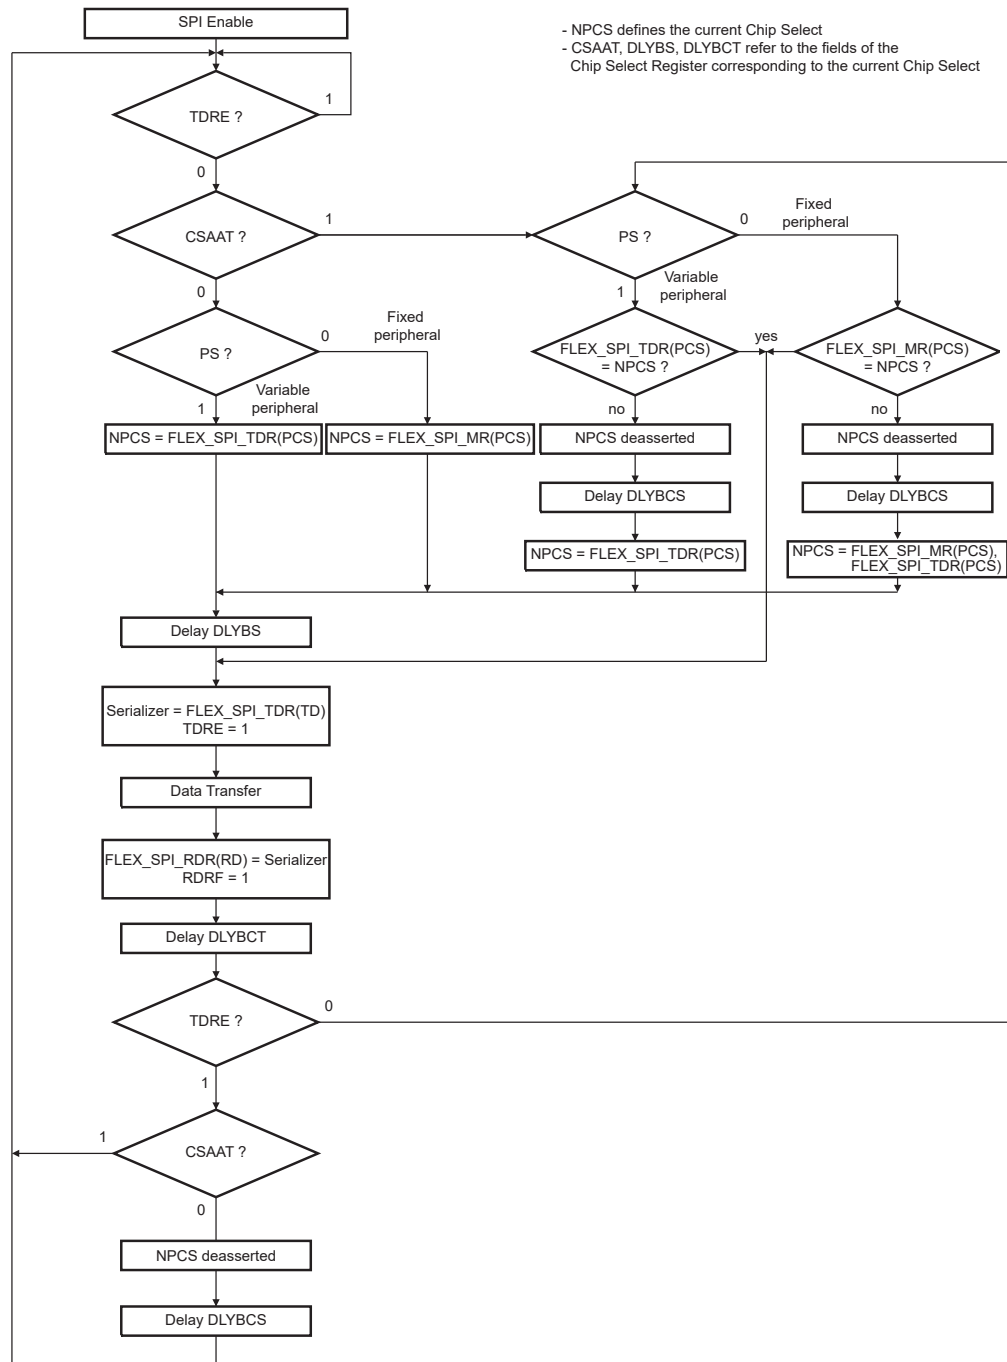 SPI Enable
- NPCS defines the current Chip Select
- CSAAT, DLYBS, DLYBCT refer to the fields of the
Chip Select Register corresponding to the current Chip Select
TDRE ?
1
0
CSAAT ?
1
PS ?
0
Fixed
peripheral
0
1
Variable
peripheral
PS ?
0
Fixed
peripheral
1
Variable
peripheral
FLEX_SPI_TDR(PCS)
= NPCS ?
yes
FLEX_SPI_MR(PCS)
= NPCS ?
no
no
NPCS = FLEX_SPI_TDR(PCS)
NPCS = FLEX_SPI_MR(PCS)
NPCS deasserted
NPCS deasserted
Delay DLYBCS
Delay DLYBCS
NPCS = FLEX_SPI_TDR(PCS)
NPCS = FLEX_SPI_MR(PCS),
FLEX_SPI_TDR(PCS)
Delay DLYBS
Serializer = FLEX_SPI_TDR(TD)
TDRE = 1
Data Transfer
FLEX_SPI_RDR(RD) = Serializer
RDRF = 1
Delay DLYBCT
TDRE ?
0
1
CSAAT ?
1
0
NPCS deasserted
Delay DLYBCS